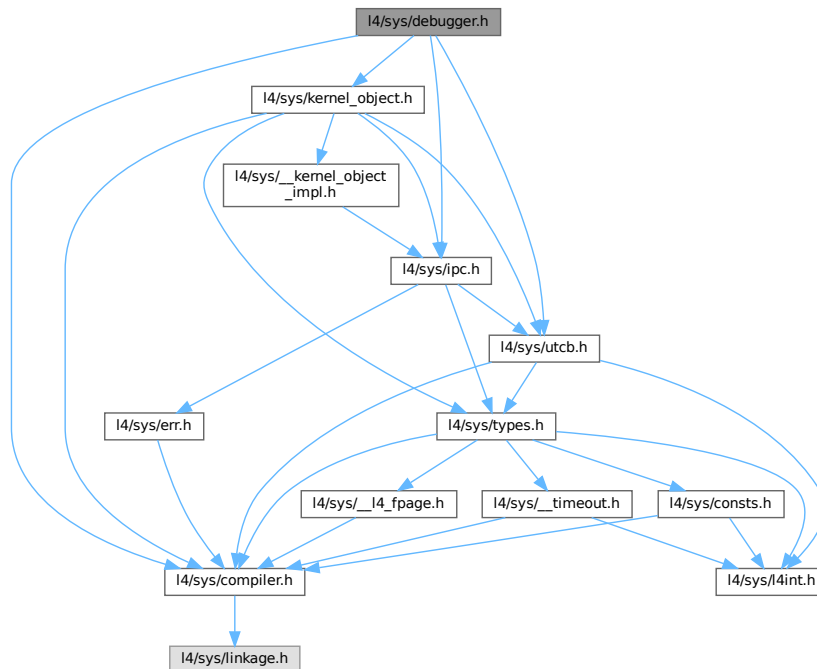 l4/sys/debugger.h
l4/sys/kernel_object.h
l4/sys/__kernel_object
_impl.h
l4/sys/ipc.h
l4/sys/utcb.h
l4/sys/err.h
l4/sys/types.h
l4/sys/__l4_fpage.h
l4/sys/__timeout.h
l4/sys/consts.h
l4/sys/compiler.h
l4/sys/l4int.h
l4/sys/linkage.h